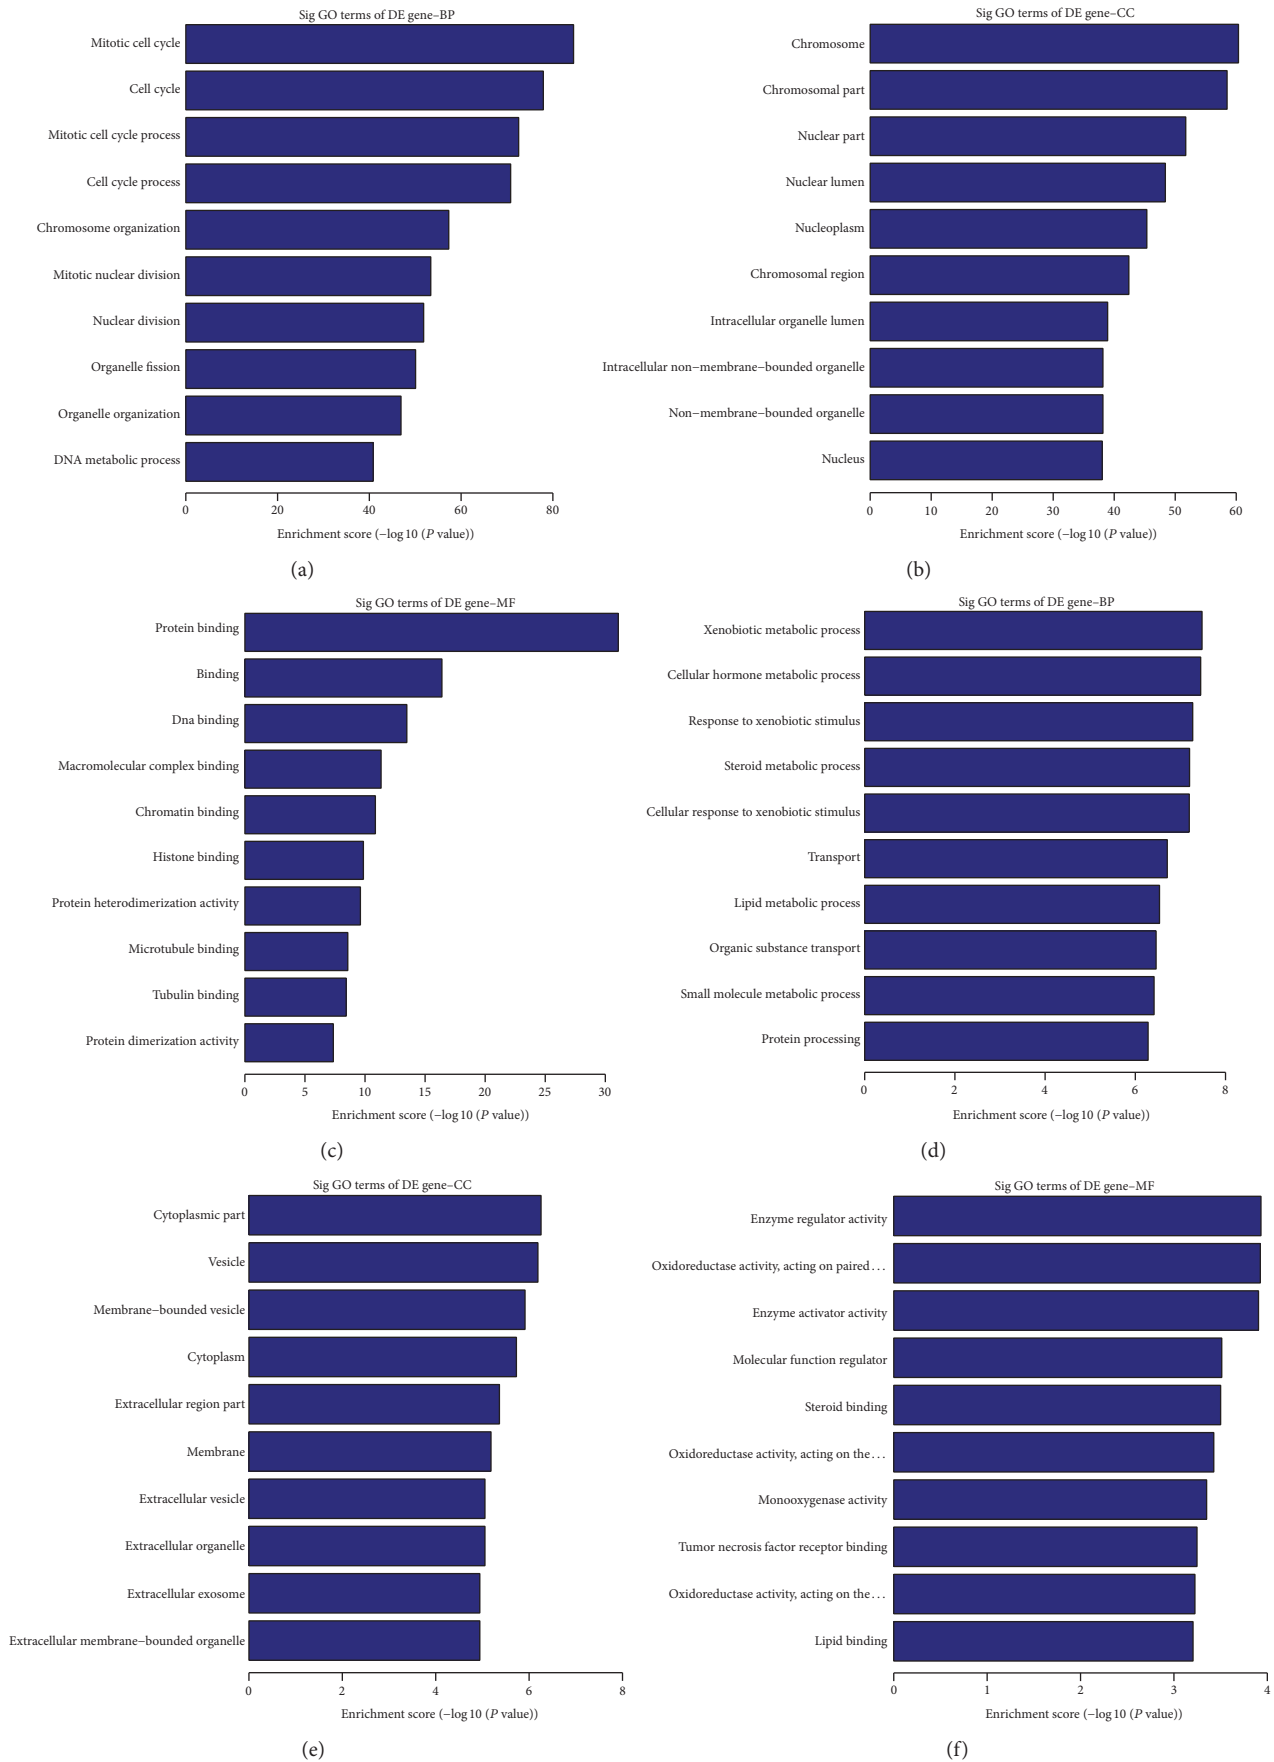 Sig GO terms of DE gene−BP
Mitotic cell cycle
Cell cycle
Mitotic cell cycle process
Cell cycle process
Chromosome organization
Mitotic nuclear division
Nuclear division
Organelle fission
Organelle organization
DNA metabolic process
0 20 40 60 80
Enrichment score (−log10 (P value))
(a)
Sig GO terms of DE gene−CC
Chromosome
Chromosomal part
Nuclear part
Nuclear lumen
Nucleoplasm
Chromosomal region
Intracellular organelle lumen
Intracellular non−membrane−bounded organelle
Non−membrane−bounded organelle
Nucleus
0 10 20 30 40 50 60
Enrichment score (−log10 (P value))
(b)
Sig GO terms of DE gene−MF
Protein binding
Binding
Dna binding
Macromolecular complex binding
Chromatin binding
Histone binding
Protein heterodimerization activity
Microtubule binding
Tubulin binding
Protein dimerization activity
0 5 10 15 20 25 30
Enrichment score (−log10 (P value))
(c)
Sig GO terms of DE gene−BP
Xenobiotic metabolic process
Cellular hormone metabolic process
Response to xenobiotic stimulus
Steroid metabolic process
Cellular response to xenobiotic stimulus
Transport
Lipid metabolic process
Organic substance transport
Small molecule metabolic process
Protein processing
0 2 4 6 8
Enrichment score (−log10 (P value))
(d)
Sig GO terms of DE gene−CC
Cytoplasmic part
Vesicle
Membrane−bounded vesicle
Cytoplasm
Extracellular region part
Membrane
Extracellular vesicle
Extracellular organelle
Extracellular exosome
Extracellular membrane−bounded organelle
0 2 4 6 8
Enrichment score (−log10 (P value))
(e)
Sig GO terms of DE gene−MF
Enzyme regulator activity
Oxidoreductase activity, acting on paired...
Enzyme activator activity
Molecular function regulator
Steroid binding
Oxidoreductase activity, acting on the...
Monooxygenase activity
Tumor necrosis factor receptor binding
Oxidoreductase activity, acting on the...
Lipid binding
0 1 2 3 4
Enrichment score (−log10 (P value))
(f)